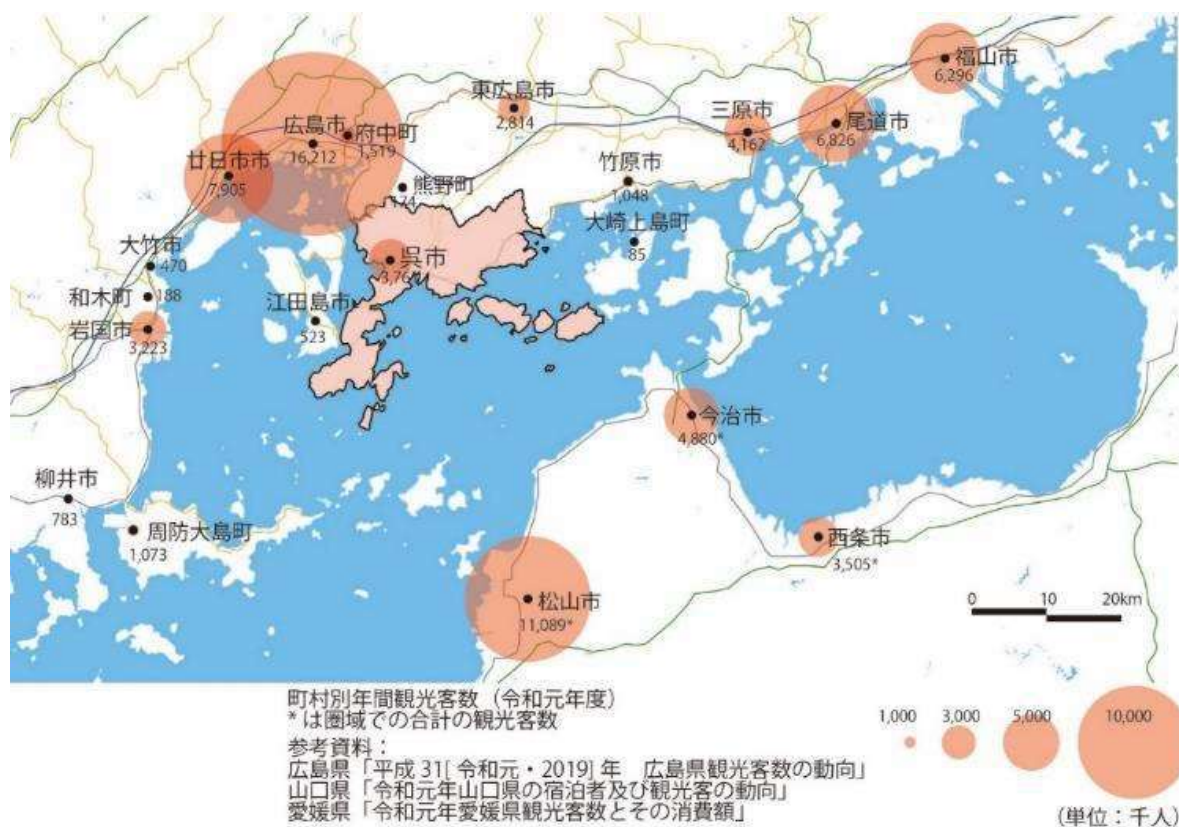 福山市
6,296
東広島市
2,814
三原市
4,162
尾道市
6,826
広島市
16,212
府中町
1,519
廿日市市
7,905
竹原市
1,048
熊野町
174
大崎上島町
85
大竹市
470
呉市
和木町
188
江田島市
523
岩国市
3,223
今治市
4,880*
柳井市
783
周防大島町
1,073
西条市
3,505*
松山市
11,089*
0 10 20km
町村別年間観光客数（令和元年度）
* は圏域での合計の観光客数
参考資料：
広島県「平成 31[ 令和元・2019] 年 広島県観光客数の動向」
山口県「令和元年山口県の宿泊者及び観光客の動向」
愛媛県「令和元年愛媛県観光客数とその消費額」
1,000 3,000 5,000 10,000
(単位：千人)